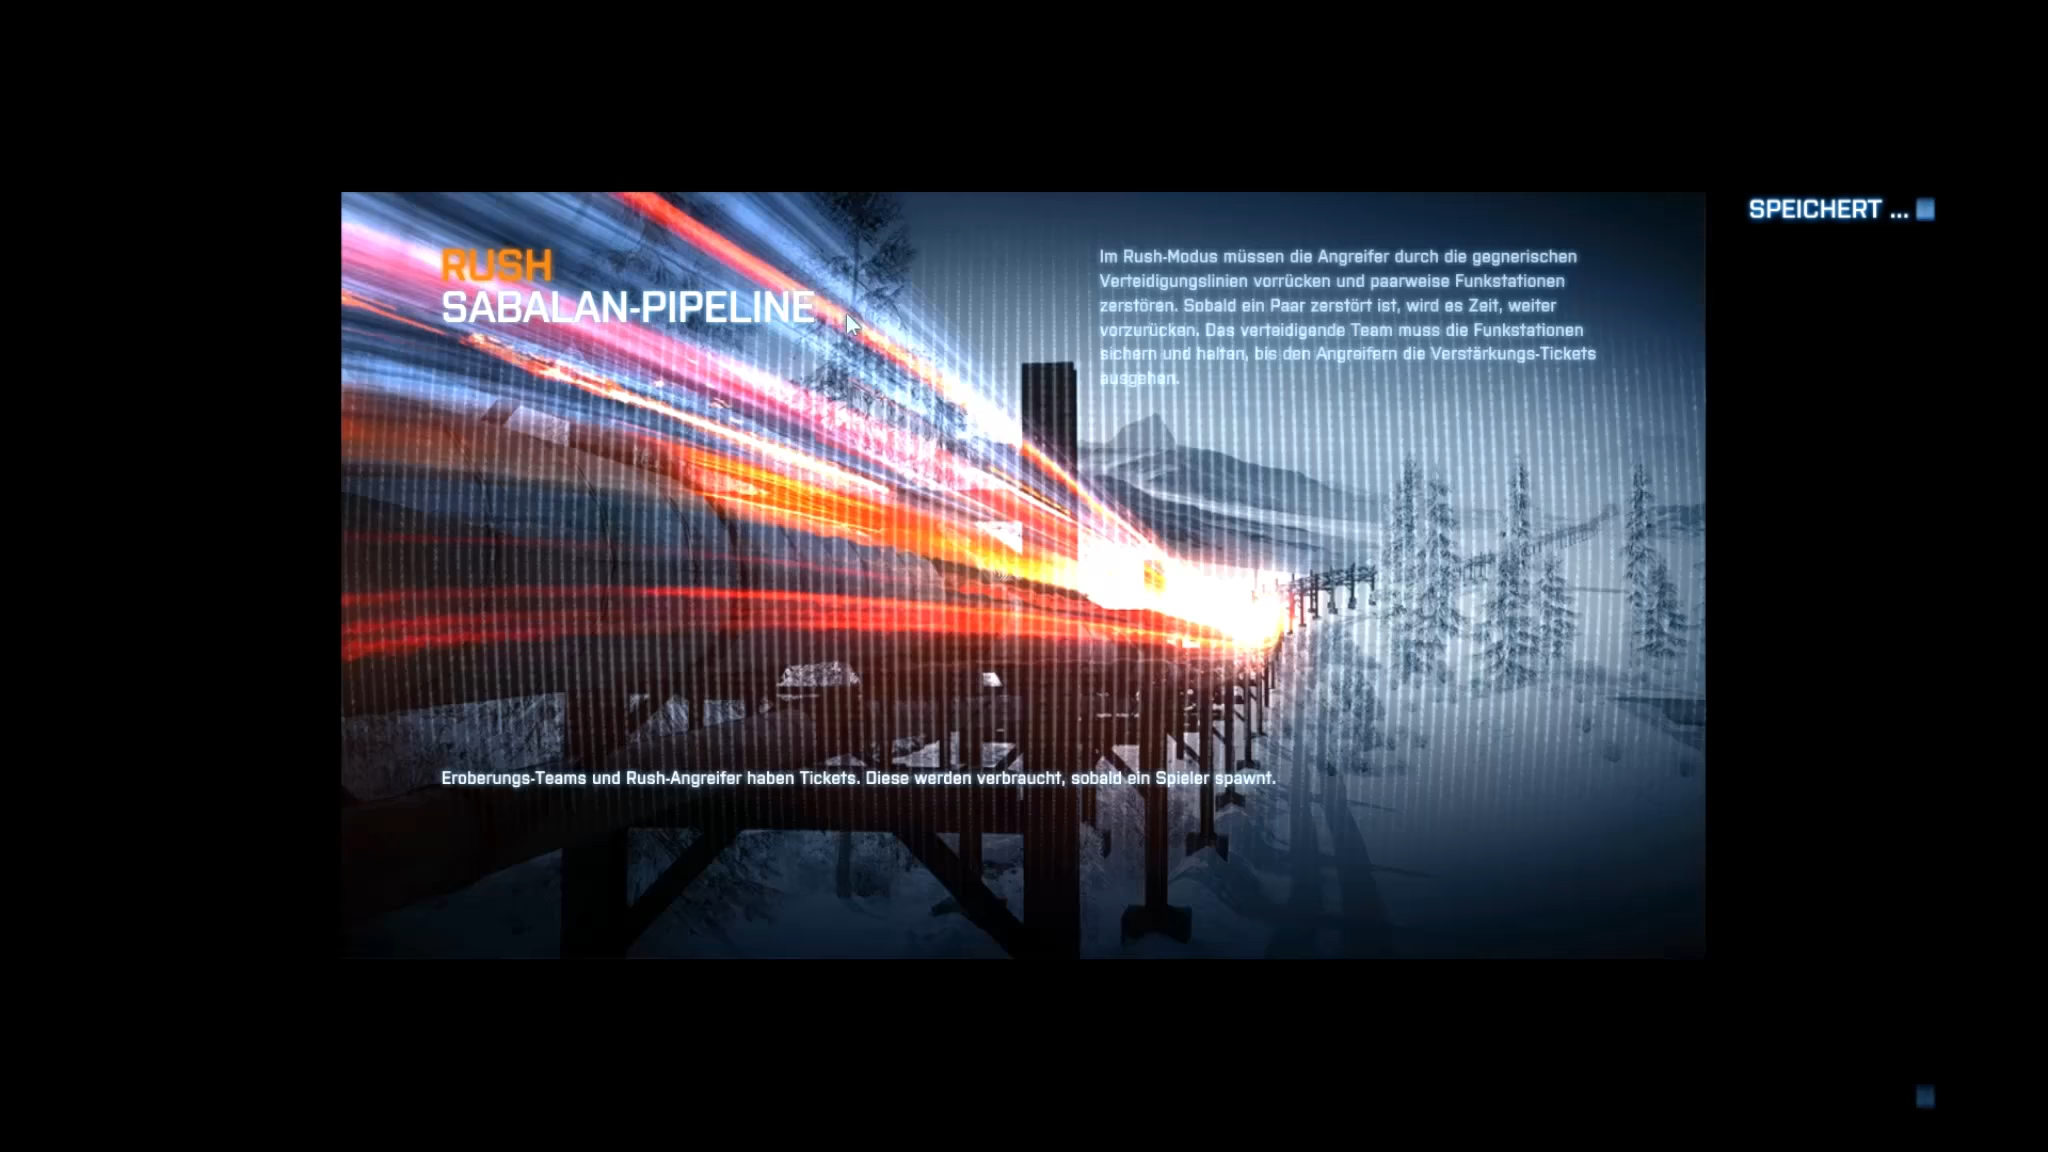 SPEICHERT ...
RUSH
SABALAN-PIPELINE
Im Rush-Modus müssen die Angreifer durch die gegnerischen
Verteidigungslinien vorrücken und paarweise Funkstationen
zerstören. Sobald ein Paar zerstört ist, wird es Zeit, weiter
vorzurücken. Das verteidigende Team muss die Funkstationen
sichern und halten, bis den Angreifern die Verstärkungs-Tickets
ausgehen.
Eroberungs-Teams und Rush-Angreifer haben Tickets. Diese werden verbraucht, sobald ein Spieler spawnt.